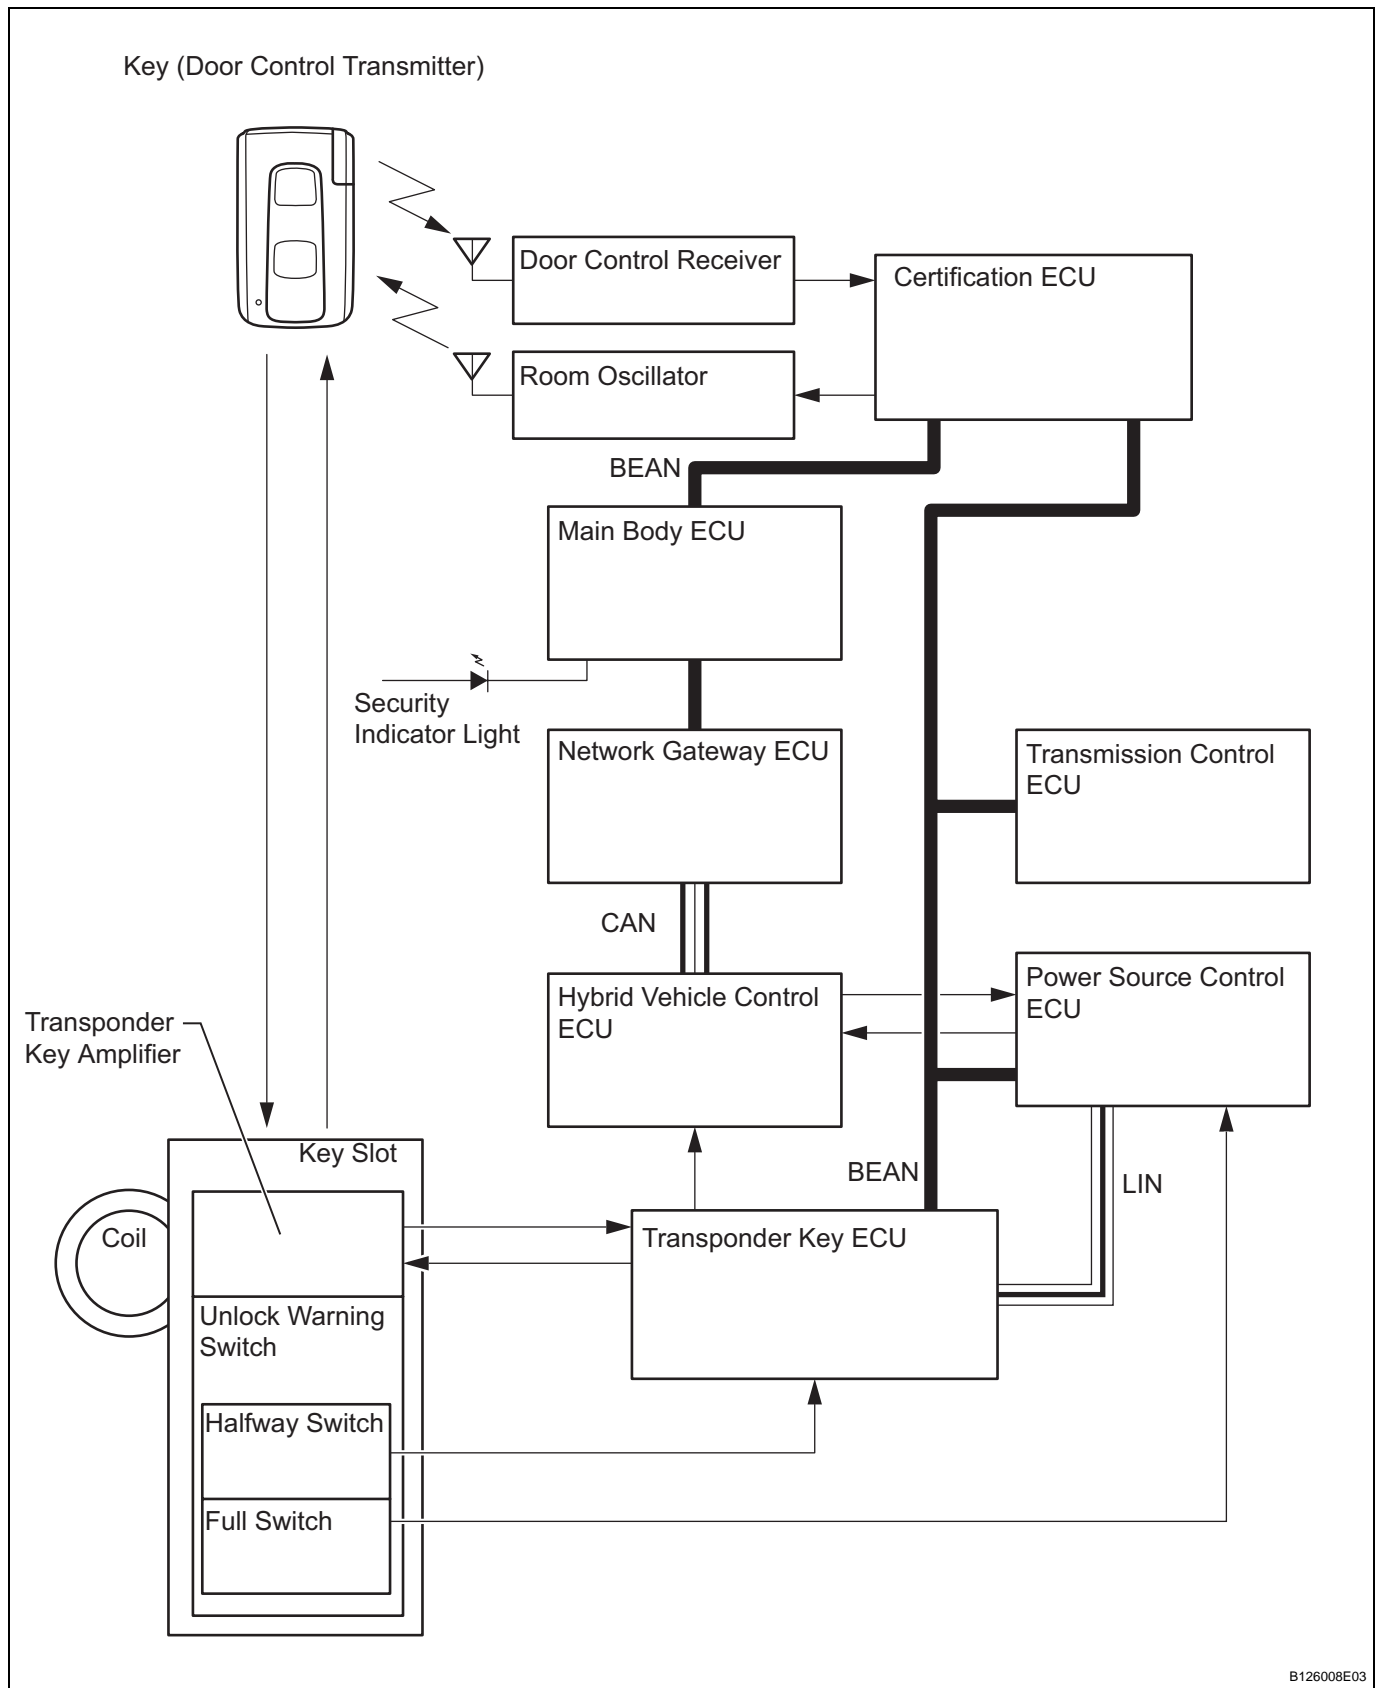 Key (Door Control Transmitter)
Door Control Receiver
Certification ECU
Room Oscillator
BEAN
Main Body ECU
Security
Indicator Light
Network Gateway ECU
Transmission Control
ECU
CAN
Hybrid Vehicle Control
ECU
Power Source Control
ECU
Transponder
Key Amplifier
Key Slot
BEAN
LIN
Coil
Transponder Key ECU
Unlock Warning
Switch
Halfway Switch
Full Switch
B126008E03